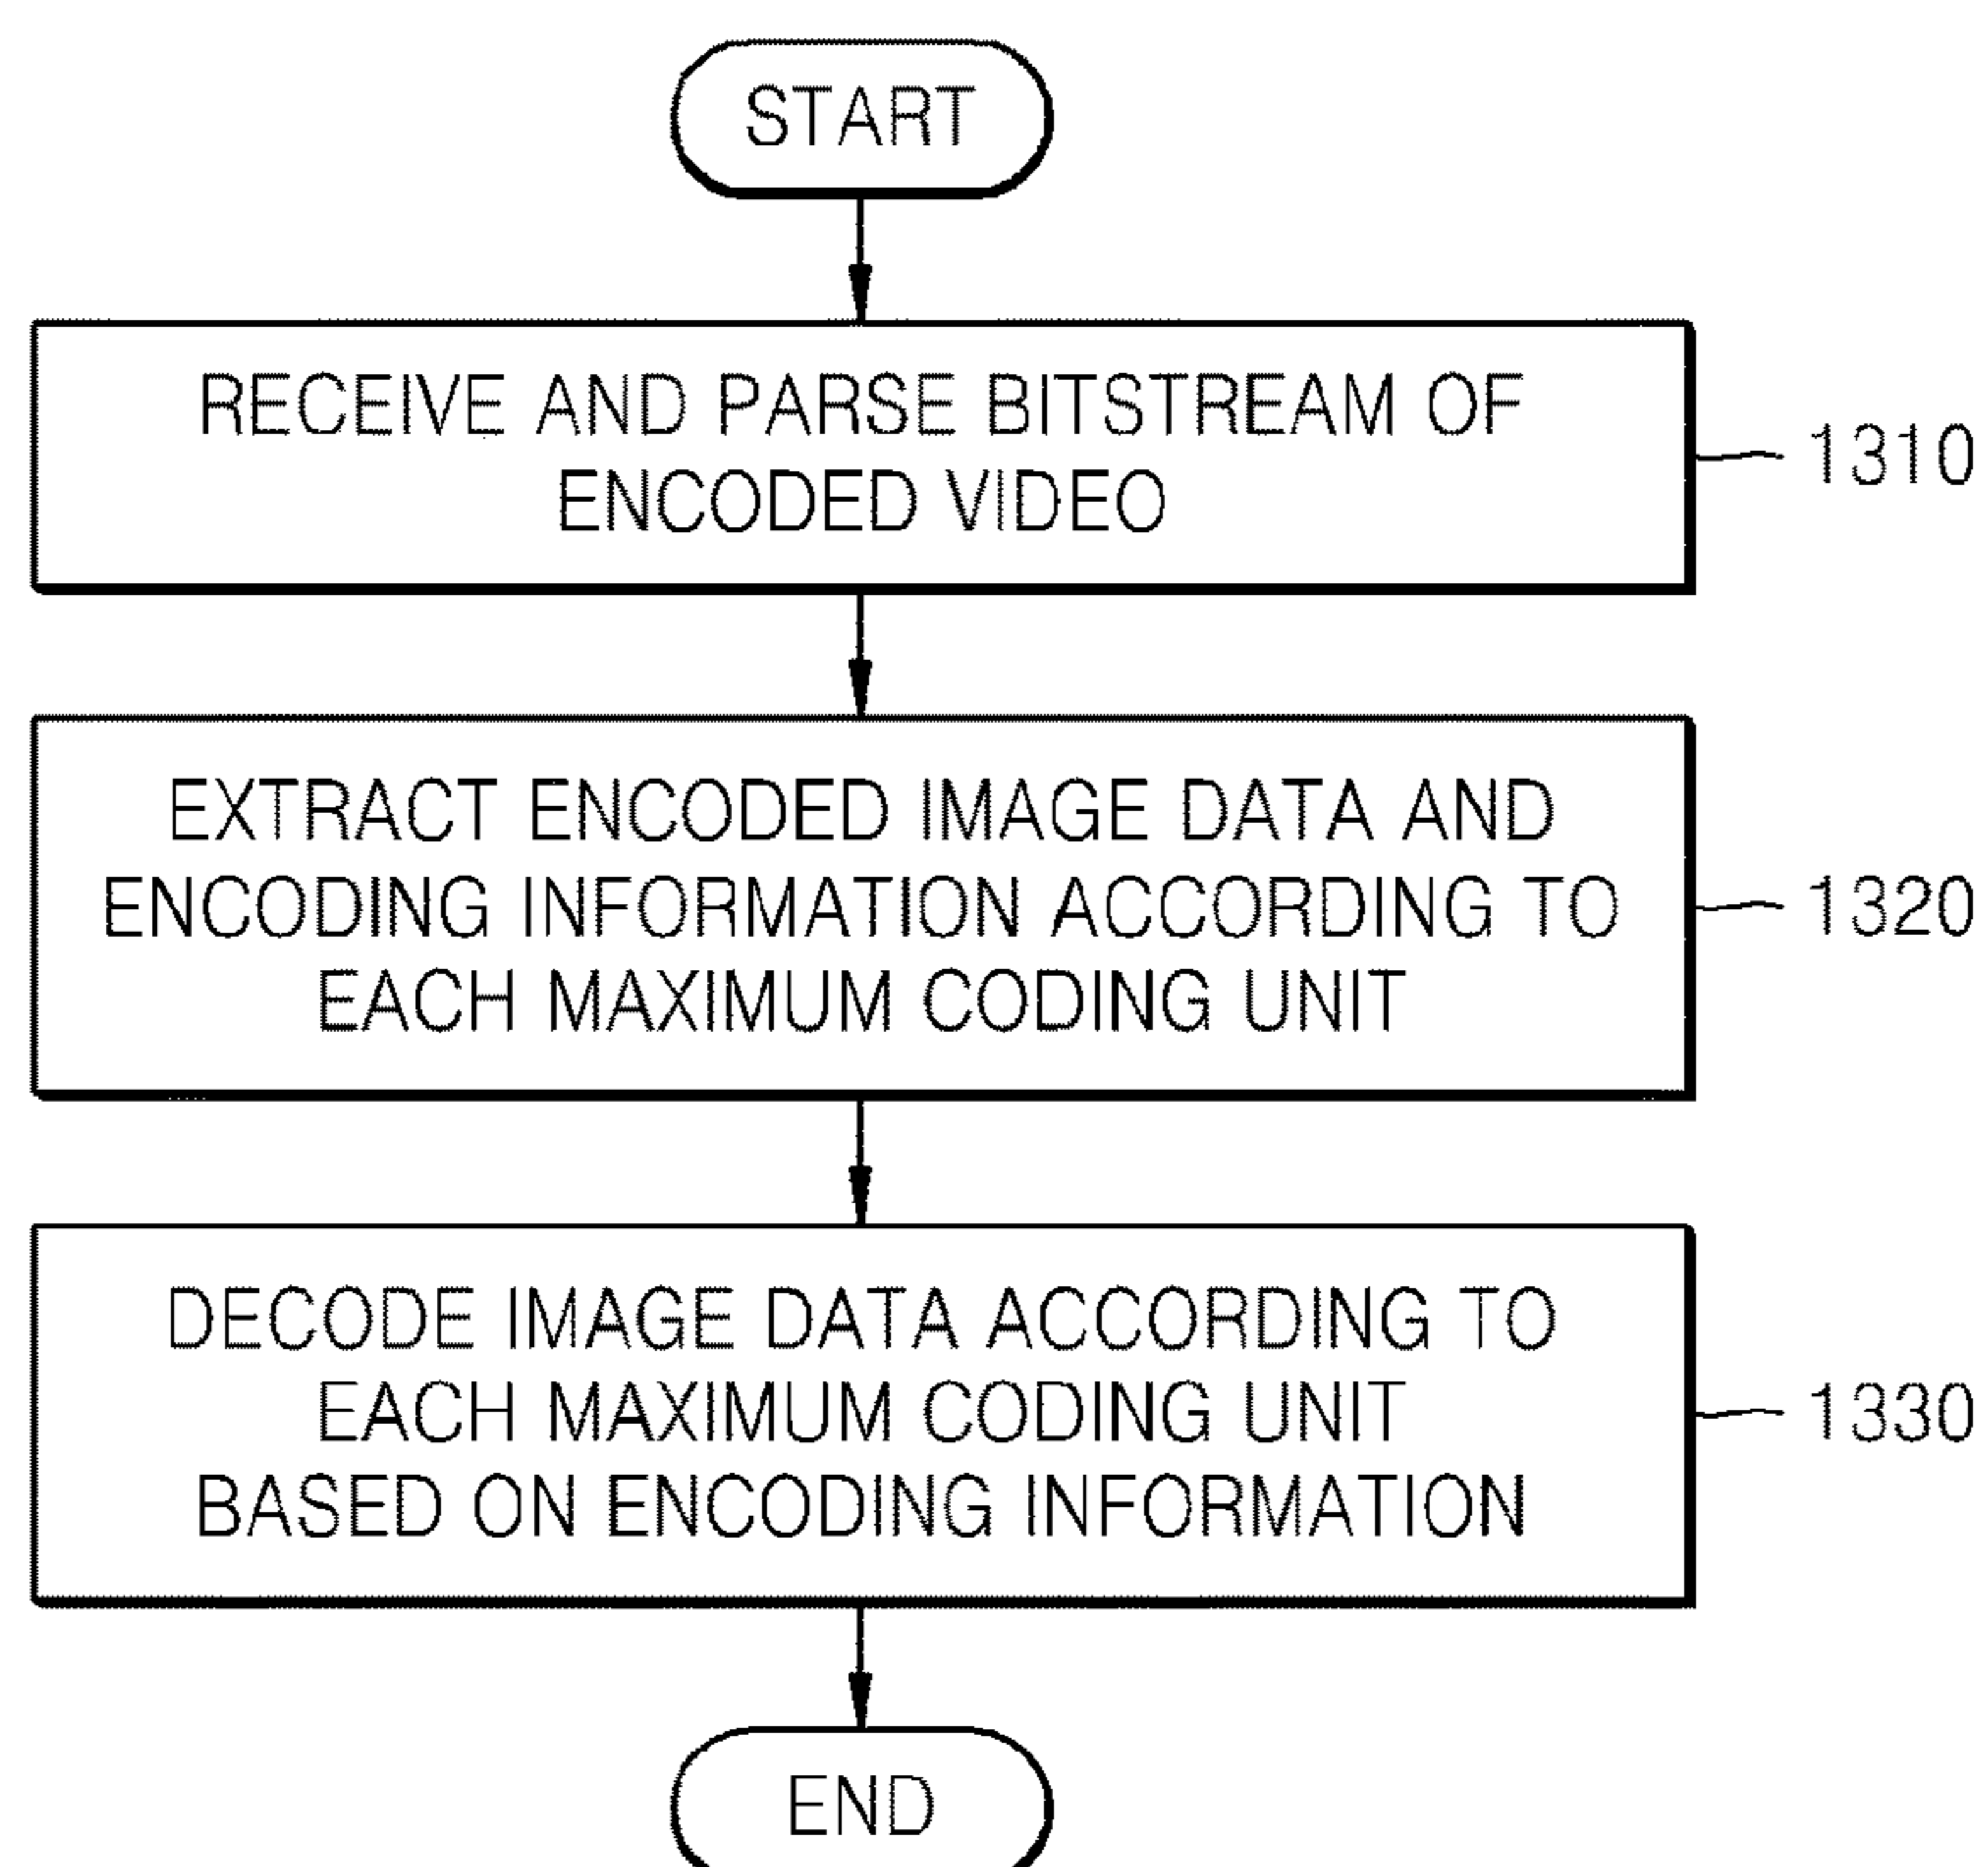 START
RECEIVE AND PARSE BITSTREAM OF
ENCODED VIDEO
1310
EXTRACT ENCODED IMAGE DATA AND
ENCODING INFORMATION ACCORDING TO
EACH MAXIMUM CODING UNIT
1320
DECODE IMAGE DATA ACCORDING TO
EACH MAXIMUM CODING UNIT
BASED ON ENCODING INFORMATION
1330
END